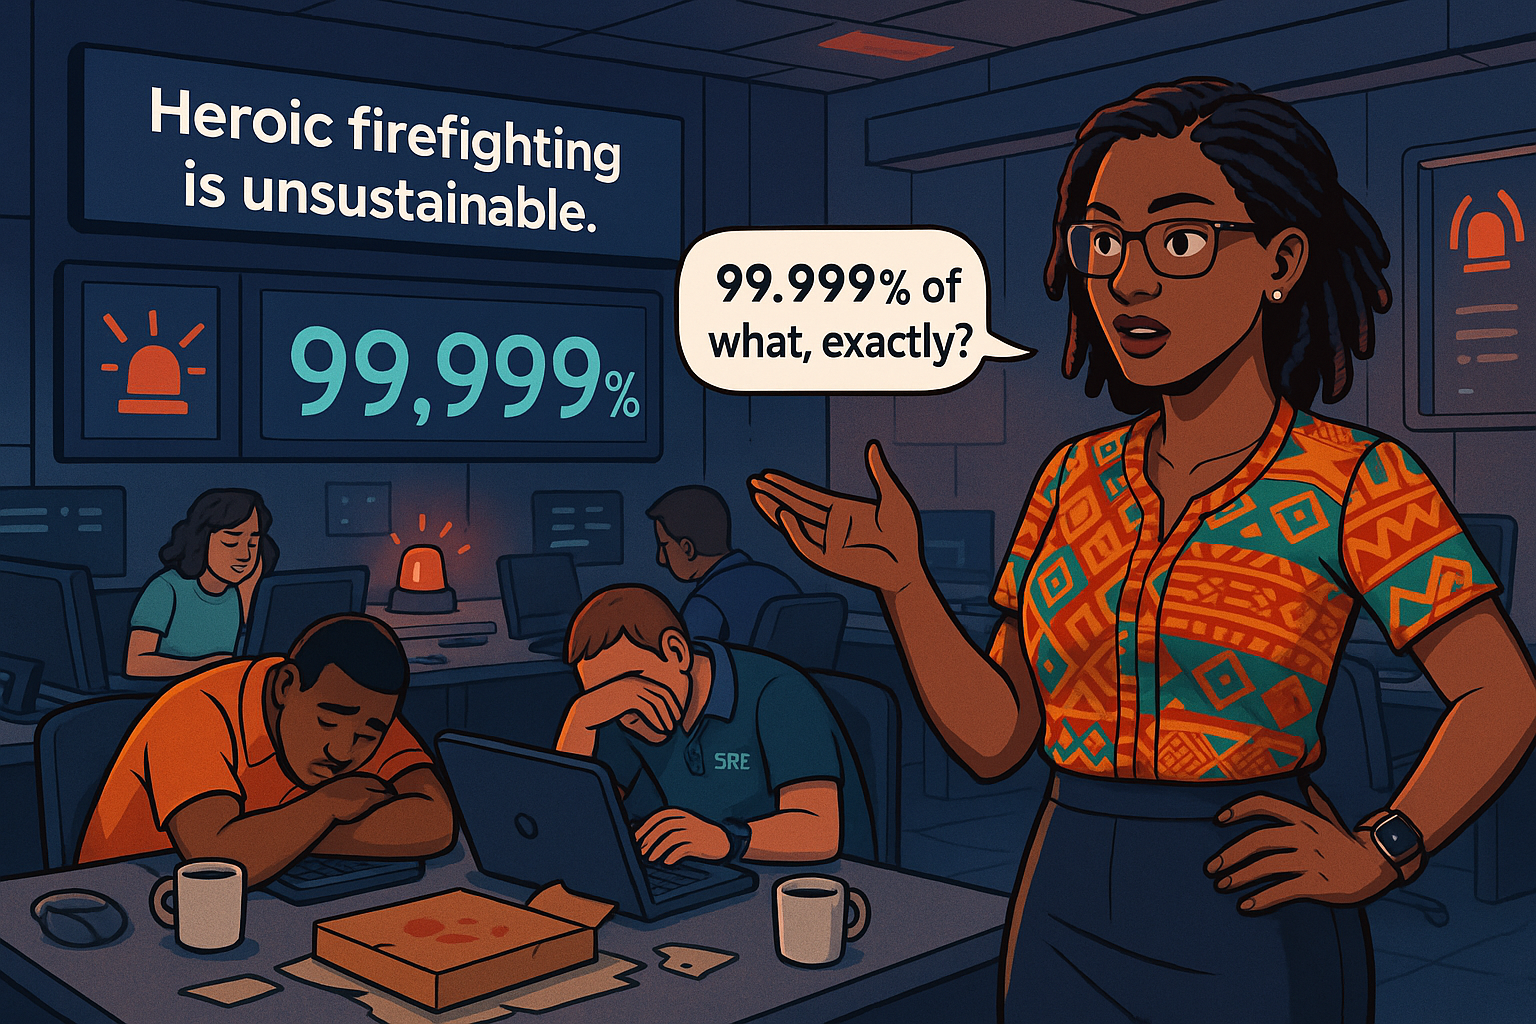 Heroic firefighting
is unsustainable.
99,999%
99.999% of
what, exactly?
SRE